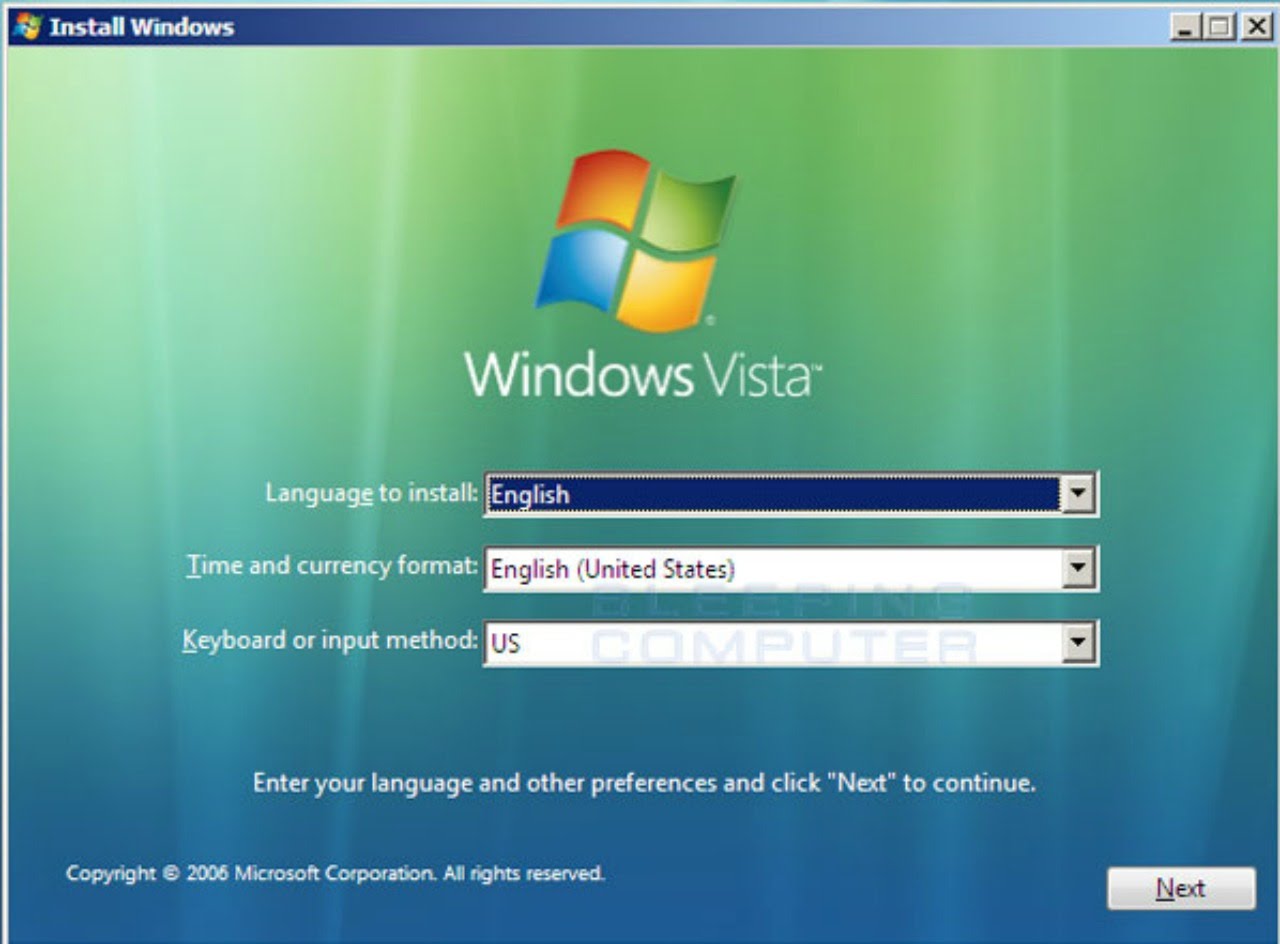 Install Windows
Windows Vista™
Language to install: English
Time and currency format: English (United States)
BLEEPING
COMPUTER
Keyboard or input method: US
Enter your language and other preferences and click "Next" to continue.
Copyright © 2006 Microsoft Corporation. All rights reserved.
Next